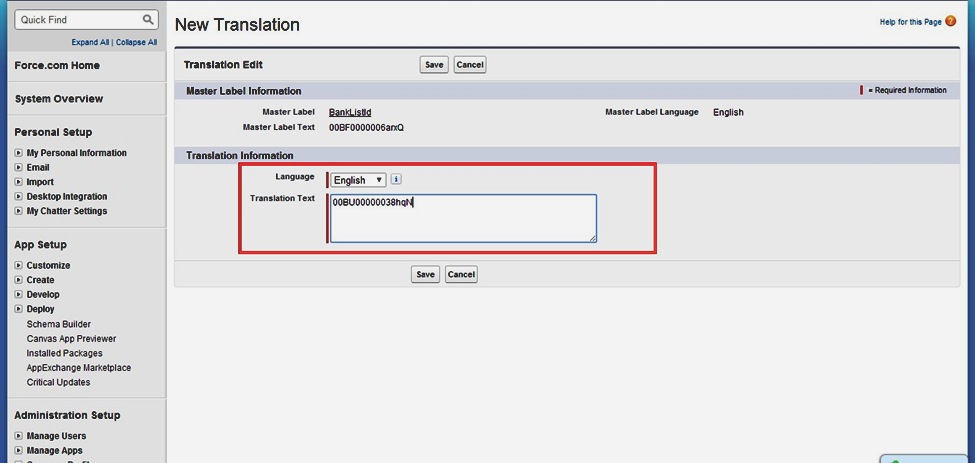 Quick Find
Expand All | Collapse All
Force.com Home
System Overview
Personal Setup
My Personal Information
Email
Import
Desktop Integration
My Chatter Settings
App Setup
Customize
Create
Develop
Deploy
Schema Builder
Canvas App Previewer
Installed Packages
AppExchange Marketplace
Critical Updates
Administration Setup
Manage Users
Manage Apps
New Translation
Help for this Page ?
Translation Edit Save Cancel
Master Label Information | = Required Information
Master Label BankListId Master Label Language English
Master Label Text 00BF0000006arxQ
Translation Information
Language English i
Translation Text 00BU00000038hqN
Save Cancel